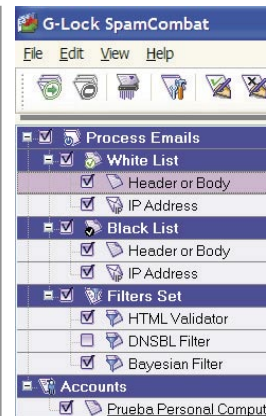 G-Lock SpamCombat
File Edit View Help
Process Emails
White List
Header or Body
IP Address
Black List
Header or Body
IP Address
Filters Set
HTML Validator
DNSBL Filter
Bayesian Filter
Accounts
Prueba Personal Comput